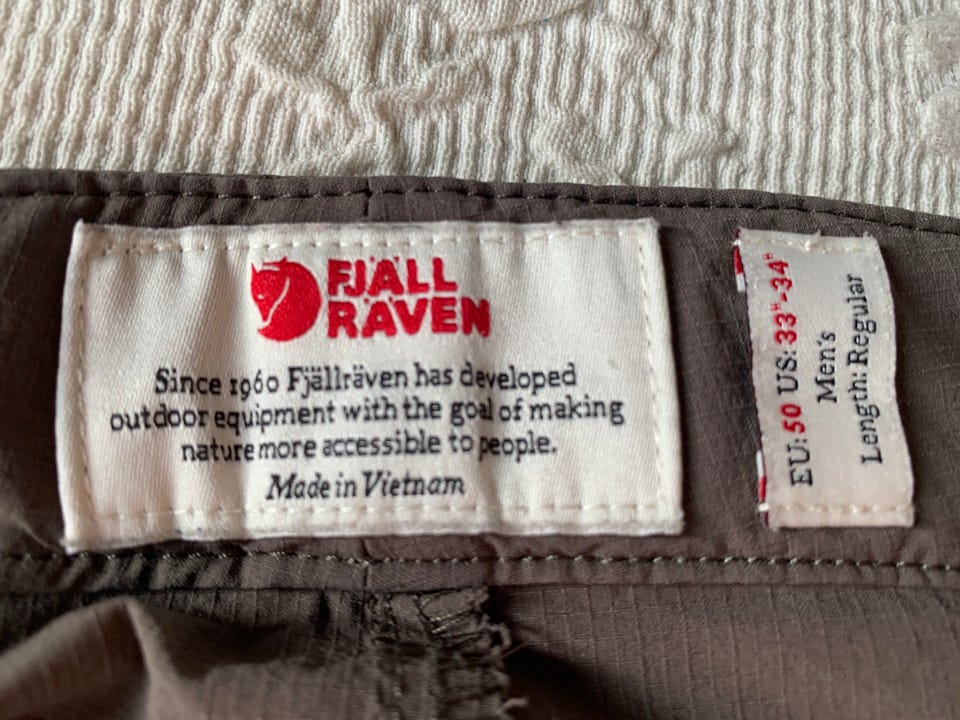 FJÄLL
RÄVEN
Since 1960 Fjällräven has developed
outdoor equipment with the goal of making
nature more accessible to people.
Made in Vietnam
EU: 50 US: 33"-34"
Men's
Length: Regular